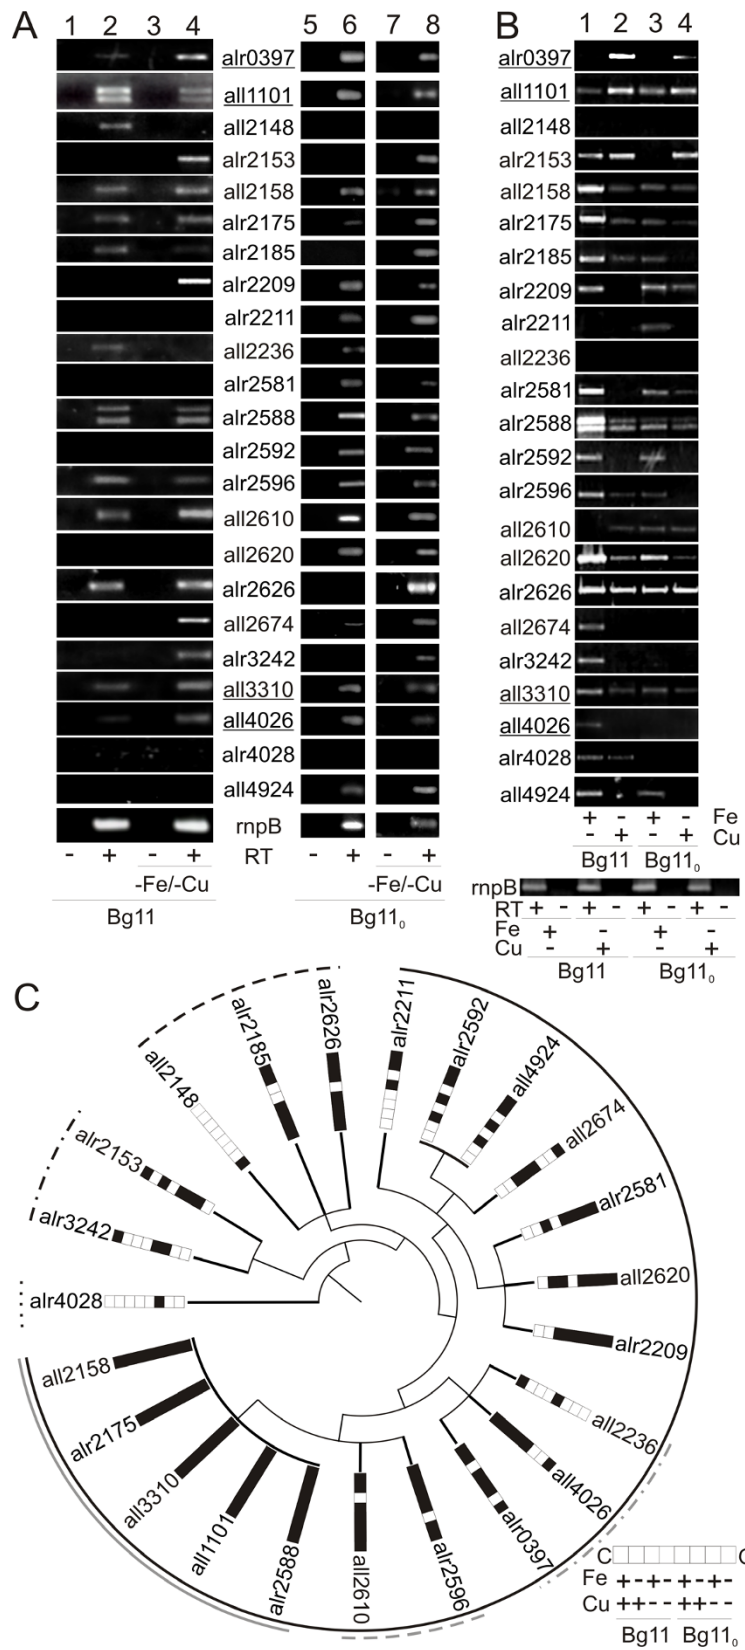 A 1 2 3 4 5 6 7 8
alr0397
all1101
all2148
alr2153
all2158
alr2175
alr2185
alr2209
alr2211
all2236
alr2581
alr2588
alr2592
alr2596
all2610
all2620
alr2626
all2674
alr3242
all3310
all4026
alr4028
all4924
rnpB
- + - + RT - + - +
-Fe/-Cu -Fe/-Cu
Bg11 Bg11₀
B 1 2 3 4
alr0397
all1101
all2148
alr2153
all2158
alr2175
alr2185
alr2209
alr2211
all2236
alr2581
alr2588
alr2592
alr2596
all2610
all2620
alr2626
all2674
alr3242
all3310
all4026
alr4028
all4924
+ - + - Fe
- + - + Cu
Bg11 Bg11₀
rnpB
RT + - + - + - + -
Fe + - + -
Cu - + - +
Bg11 Bg11₀
C
alr2626
alr2185
all2148
alr2153
alr3242
alr4028
all2158
alr2175
all3310
all1101
alr2588
all2610
alr2596
alr0397
all4026
all2236
alr2209
all2620
alr2581
all2674
all4924
alr2592
alr2211
C
Fe +-+-+-+-
Cu ++--++--
Bg11 Bg11₀